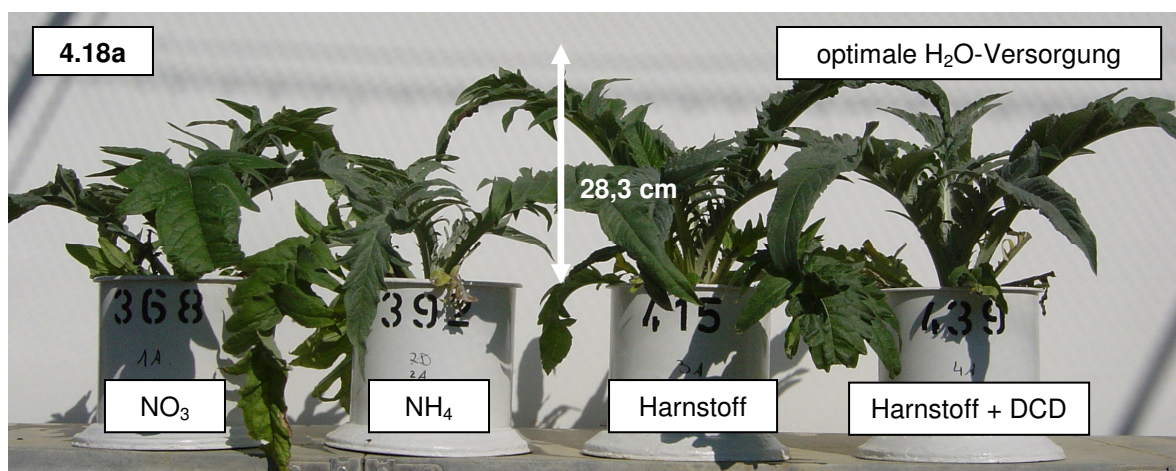 4.18a
optimale H₂O-Versorgung
28,3 cm
368
392
415
439
1A
2D
2A
3A
4A
NO₃
NH₄
Harnstoff
Harnstoff + DCD